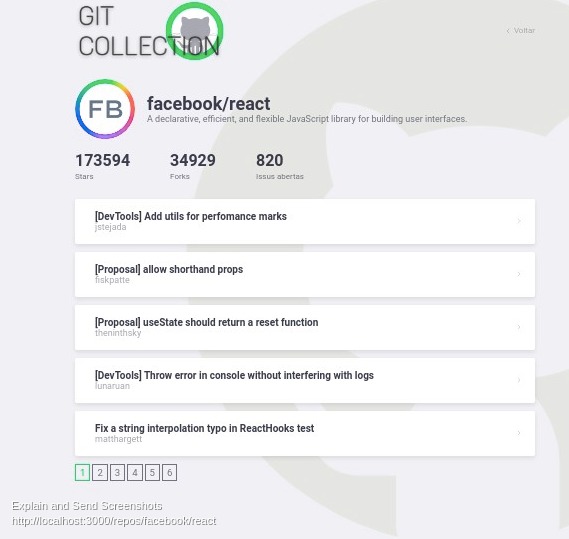 GIT
COLLECTION
‹ Voltar
FB
facebook/react
A declarative, efficient, and flexible JavaScript library for building user interfaces.
173594 34929 820
Stars Forks Issus abertas
[DevTools] Add utils for perfomance marks
jstejada
[Proposal] allow shorthand props
fiskpatte
[Proposal] useState should return a reset function
theninthsky
[DevTools] Throw error in console without interfering with logs
lunaruan
Fix a string interpolation typo in ReactHooks test
matthargett
1 2 3 4 5 6
Explain and Send Screenshots
http://localhost:3000/repos/facebook/react